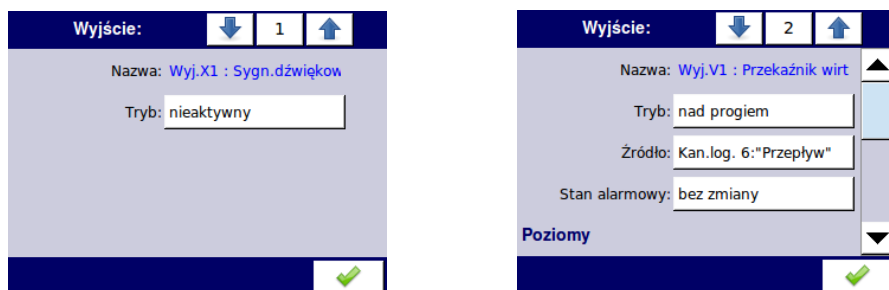 Wyjście:
1
Nazwa: Wyj.X1 : Sygn.dźwiękow
Tryb: nieaktywny
Wyjście:
2
Nazwa: Wyj.V1 : Przekaźnik wirt
Tryb: nad progiem
Źródło: Kan.log. 6:"Przepływ"
Stan alarmowy: bez zmiany
Poziomy